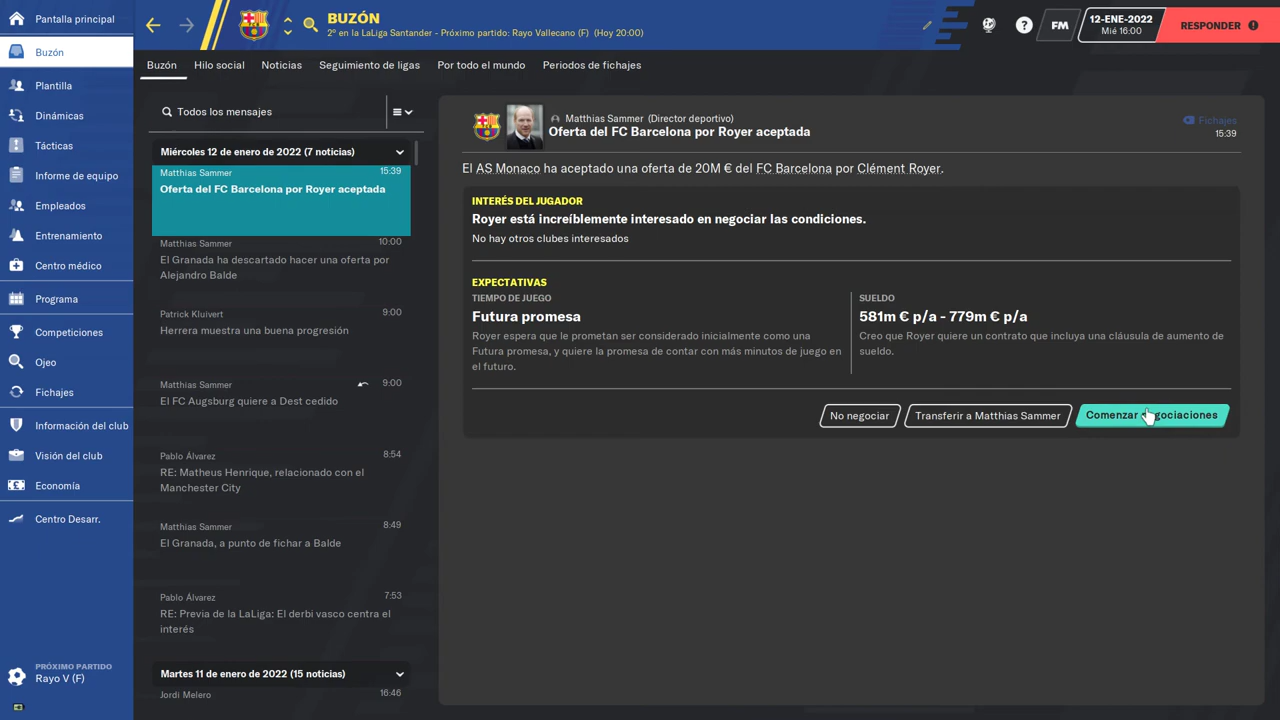 Pantalla principal
BUZÓN
2º en la LaLiga Santander - Próximo partido: Rayo Vallecano (F) (Hoy 20:00)
?
FM
12-ENE-2022
Mié 16:00
RESPONDER
Buzón
Plantilla
Dinámicas
Tácticas
Informe de equipo
Empleados
Entrenamiento
Centro médico
Programa
Competiciones
Ojeo
Fichajes
Información del club
Visión del club
Economía
Centro Desarr.
PRÓXIMO PARTIDO
Rayo V (F)
Buzón
Hilo social
Noticias
Seguimiento de ligas
Por todo el mundo
Periodos de fichajes
Todos los mensajes
Miércoles 12 de enero de 2022 (7 noticias)
Matthias Sammer 15:39
Oferta del FC Barcelona por Royer aceptada
Matthias Sammer 10:00
El Granada ha descartado hacer una oferta por
Alejandro Balde
Patrick Kluivert 9:00
Herrera muestra una buena progresión
Matthias Sammer 9:00
El FC Augsburg quiere a Dest cedido
Pablo Álvarez 8:54
RE: Matheus Henrique, relacionado con el
Manchester City
Matthias Sammer 8:49
El Granada, a punto de fichar a Balde
Pablo Álvarez 7:53
RE: Previa de la LaLiga: El derbi vasco centra el
interés
Martes 11 de enero de 2022 (15 noticias)
Jordi Melero 16:46
Matthias Sammer (Director deportivo)
Oferta del FC Barcelona por Royer aceptada
Fichajes
15:39
El AS Monaco ha aceptado una oferta de 20M € del FC Barcelona por Clément Royer.
INTERÉS DEL JUGADOR
Royer está increíblemente interesado en negociar las condiciones.
No hay otros clubes interesados
EXPECTATIVAS
TIEMPO DE JUEGO
Futura promesa
Royer espera que le prometan ser considerado inicialmente como una
Futura promesa, y quiere la promesa de contar con más minutos de juego en
el futuro.
SUELDO
581m € p/a - 779m € p/a
Creo que Royer quiere un contrato que incluya una cláusula de aumento de
sueldo.
No negociar
Transferir a Matthias Sammer
Comenzar negociaciones